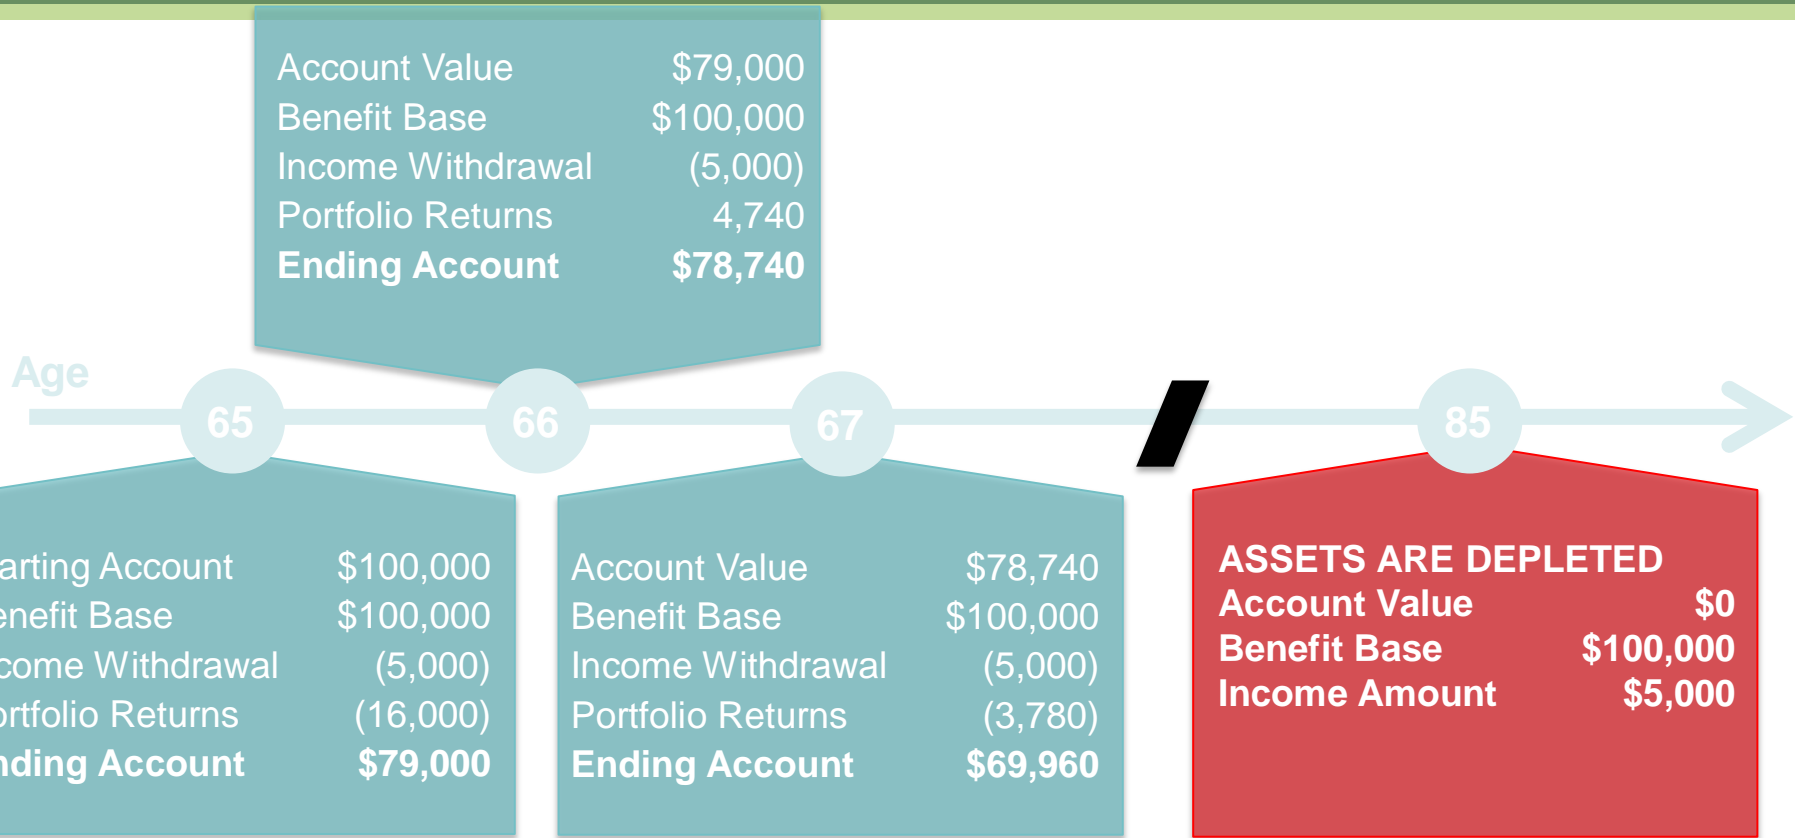 Account Value $79,000
Benefit Base $100,000
Income Withdrawal (5,000)
Portfolio Returns 4,740
Ending Account $78,740
Age
65 66 67 85
arting Account $100,000
enefit Base $100,000
come Withdrawal (5,000)
ortfolio Returns (16,000)
nding Account $79,000
Account Value $78,740
Benefit Base $100,000
Income Withdrawal (5,000)
Portfolio Returns (3,780)
Ending Account $69,960
ASSETS ARE DEPLETED
Account Value $0
Benefit Base $100,000
Income Amount $5,000